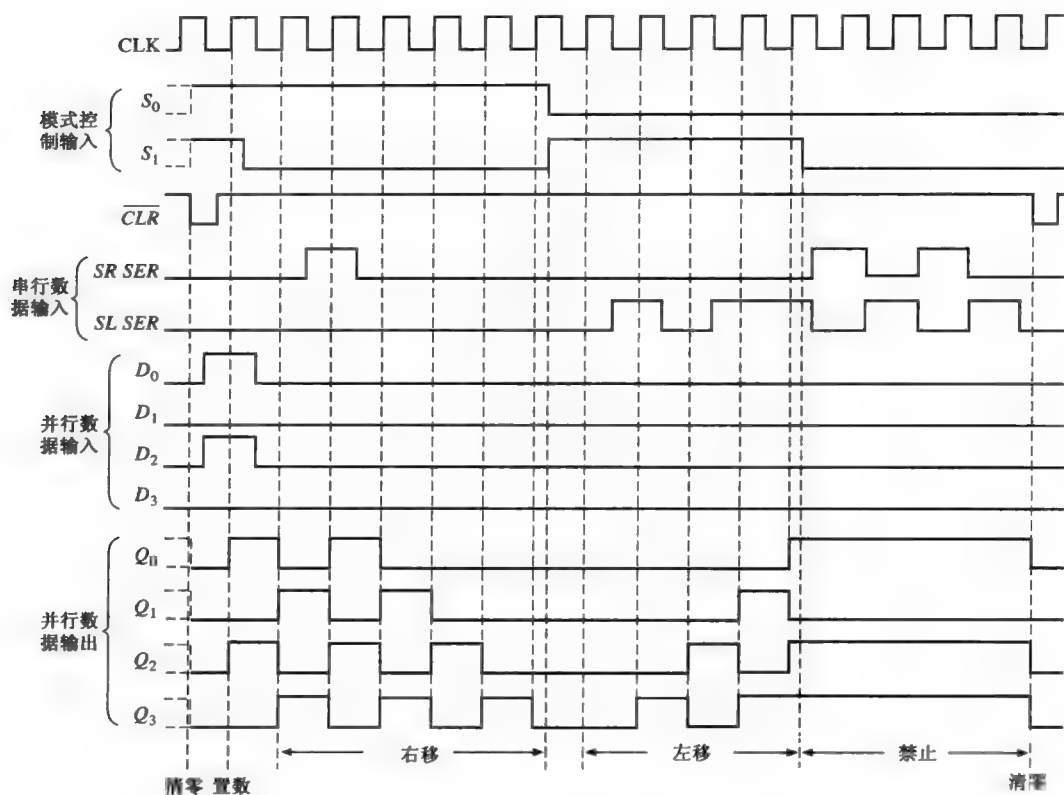 CLK
模式控
制输入
S₀
S₁
CLR
串行数
据输入
SR SER
SL SER
并行数
据输入
D₀
D₁
D₂
D₃
并行数
据输出
Q₀
Q₁
Q₂
Q₃
右移
左移
禁止
清零
置数
清零